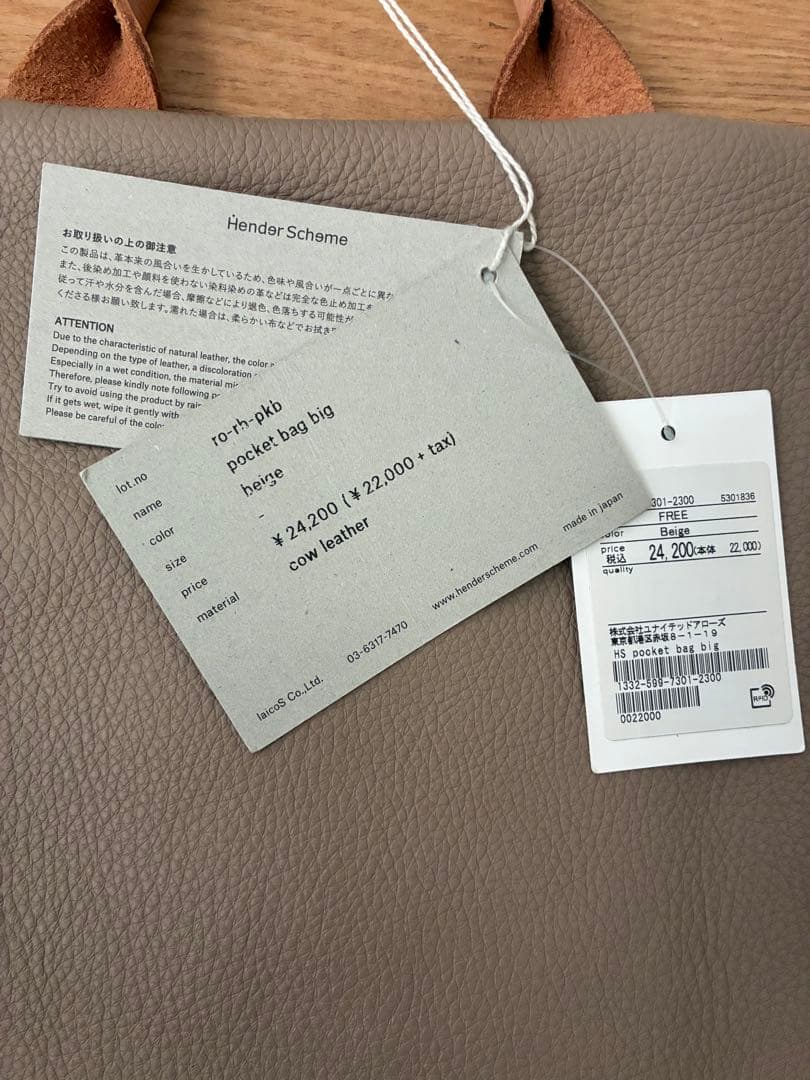 Hender Scheme
お取り扱いの上の御注意
この製品は、革本来の風合いを生かしているため、色味や風合いが一点ごとに異な
また、後染め加工や顔料を使わない染料染めの革などは完全な色止め加工を
従って汗や水分を含んだ場合、摩擦などにより退色、色落ちする可能性が
くださる様お願い致します。濡れた場合は、柔らかい布などでお拭き
ATTENTION
Due to the characteristic of natural leather, the color
Depending on the type of leather, a discoloration
Especially in a wet condition, the material
Therefore, please kindly note following
Try to avoid using the product by
If it gets wet, wipe it gently with
Please be careful of the
lot.no ro-rb-pkb
name pocket bag big
color beige
size -
price ¥24,200 (¥22,000 + tax)
material cow leather
laicoS Co.,Ltd. 03-6317-7470 www.henderscheme.com made in japan
301-2300 5301836
FREE
color Beige
price
税込 24,200(本体 22,000)
quality
株式会社ユナイテッドアローズ
東京都港区赤坂8-1-19
HS pocket bag big
1332-599-7301-2300
RFID
0022000